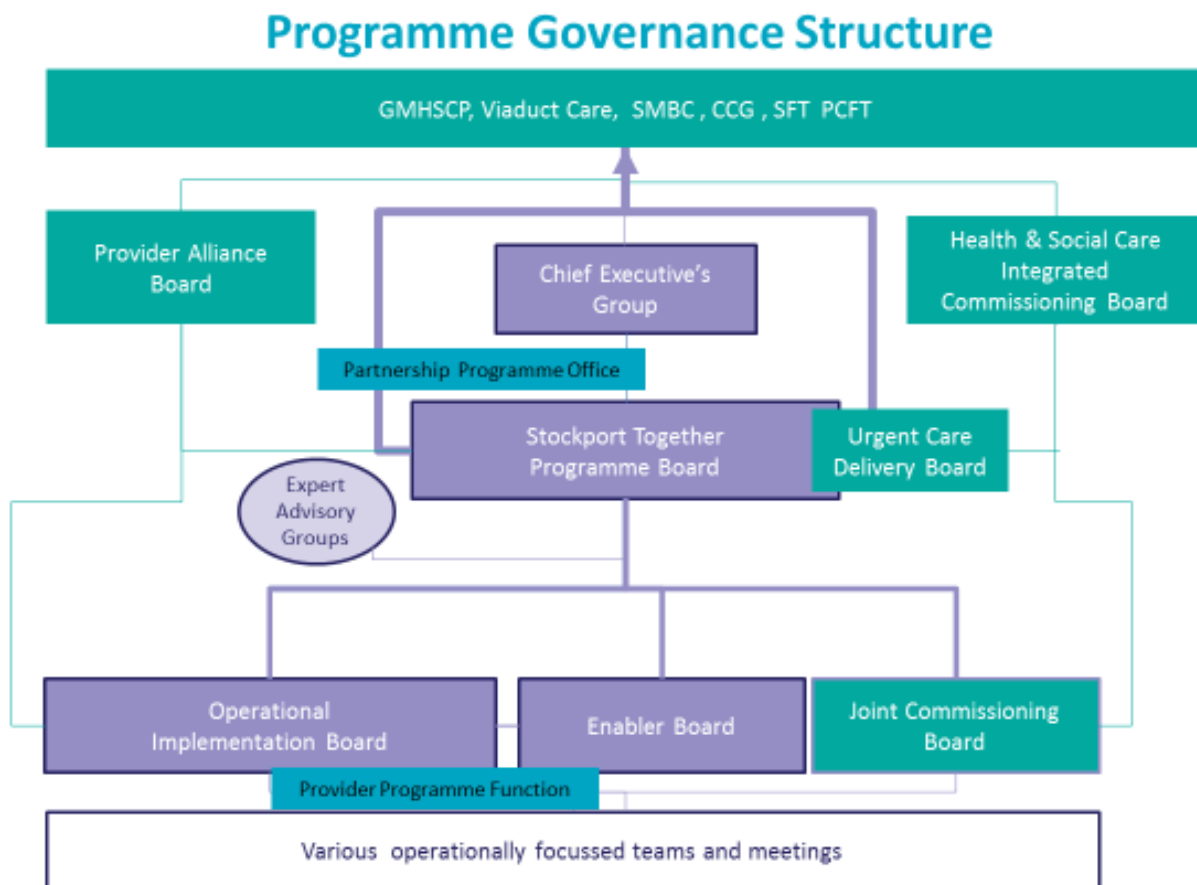 Programme Governance Structure
GMHSCP, Viaduct Care, SMBC , CCG , SFT PCFT
Provider Alliance
Board
Chief Executive's
Group
Health & Social Care
Integrated
Commissioning Board
Partnership Programme Office
Stockport Together
Programme Board
Urgent Care
Delivery Board
Expert
Advisory
Groups
Operational
Implementation Board
Enabler Board
Joint Commissioning
Board
Provider Programme Function
Various operationally focussed teams and meetings